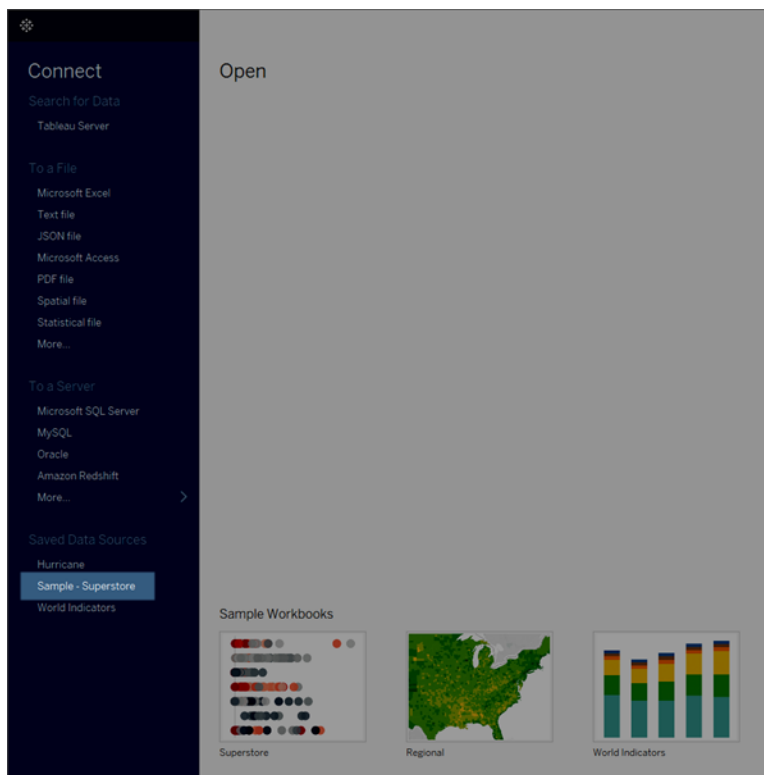 Connect
Search for Data
Tableau Server
To a File
Microsoft Excel
Text file
JSON file
Microsoft Access
PDF file
Spatial file
Statistical file
More...
To a Server
Microsoft SQL Server
MySQL
Oracle
Amazon Redshift
More...
Saved Data Sources
Hurricane
Sample - Superstore
World Indicators
Open
Sample Workbooks
Superstore
Regional
World Indicators